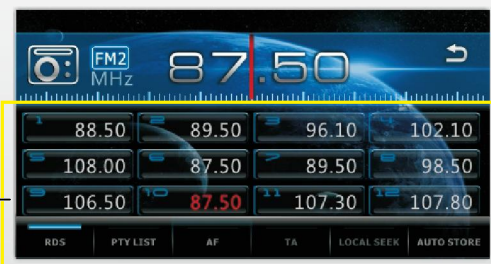 FM2
MHz
87.50
1 88.50 2 89.50 3 96.10 4 102.10
5 108.00 6 87.50 7 89.50 8 98.50
9 106.50 10 87.50 11 107.30 12 107.80
RDS PTY LIST AF TA LOCAL SEEK AUTO STORE